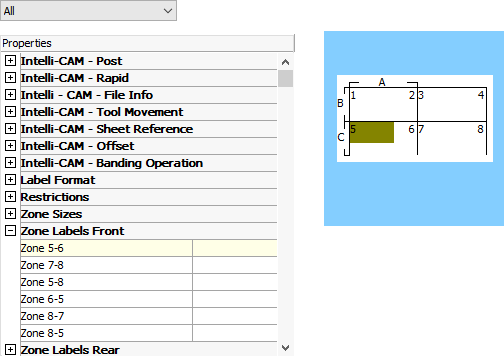 All
Properties
Intelli-CAM - Post
Intelli-CAM - Rapid
Intelli - CAM - File Info
Intelli-CAM - Tool Movement
Intelli-CAM - Sheet Reference
Intelli-CAM - Offset
Intelli-CAM - Banding Operation
Label Format
Restrictions
Zone Sizes
Zone Labels Front
Zone 5-6
Zone 7-8
Zone 5-8
Zone 6-5
Zone 8-7
Zone 8-5
Zone Labels Rear
A
1 2 3 4
B
5 6 7 8
C